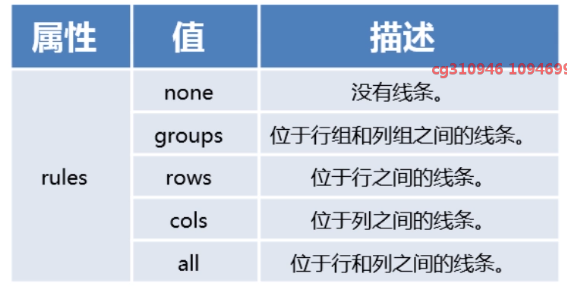 属性 值 描述
cg310946 1094699
none 没有线条。
groups 位于行组和列组之间的线条。
rules rows 位于行之间的线条。
cols 位于列之间的线条。
all 位于行和列之间的线条。